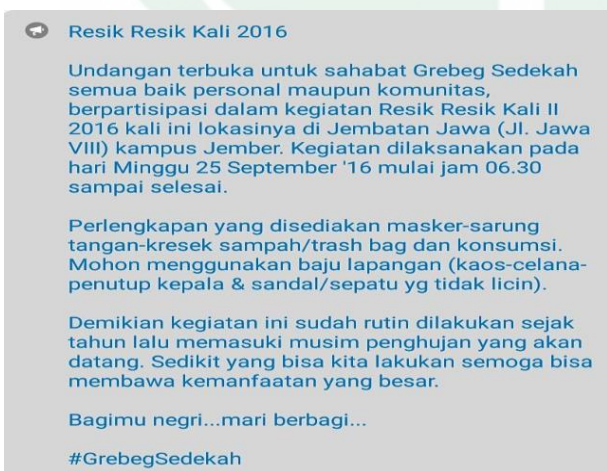 Resik Resik Kali 2016
Undangan terbuka untuk sahabat Grebeg Sedekah
semua baik personal maupun komunitas,
berpartisipasi dalam kegiatan Resik Resik Kali II
2016 kali ini lokasinya di Jembatan Jawa (Jl. Jawa
VIII) kampus Jember. Kegiatan dilaksanakan pada
hari Minggu 25 September '16 mulai jam 06.30
sampai selesai.
Perlengkapan yang disediakan masker-sarung
tangan-kresek sampah/trash bag dan konsumsi.
Mohon menggunakan baju lapangan (kaos-celana-
penutup kepala & sandal/sepatu yg tidak licin).
Demikian kegiatan ini sudah rutin dilakukan sejak
tahun lalu memasuki musim penghujan yang akan
datang. Sedikit yang bisa kita lakukan semoga bisa
membawa kemanfaatan yang besar.
Bagimu negri...mari berbagi...
#GrebegSedekah